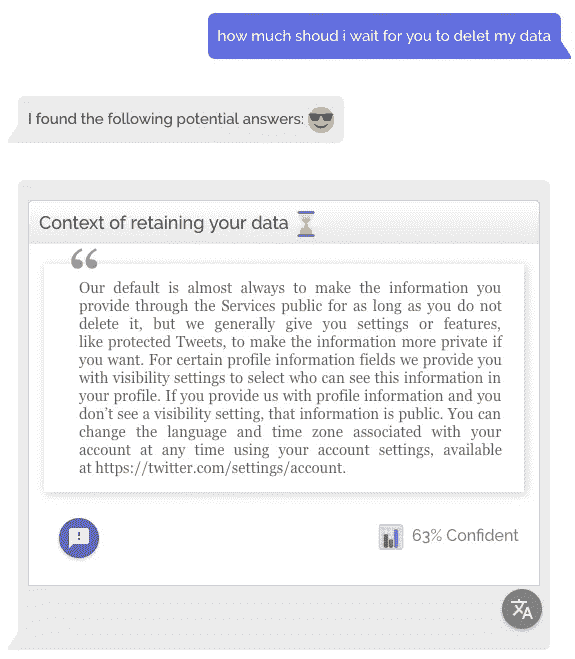 how much shoud i wait for you to delet my data
I found the following potential answers:
Context of retaining your data
“
Our default is almost always to make the information you
provide through the Services public for as long as you do not
delete it, but we generally give you settings or features,
like protected Tweets, to make the information more private if
you want. For certain profile information fields we provide you
with visibility settings to select who can see this information in
your profile. If you provide us with profile information and you
don’t see a visibility setting, that information is public. You can
change the language and time zone associated with your
account at any time using your account settings, available
at https://twitter.com/settings/account.
63% Confident